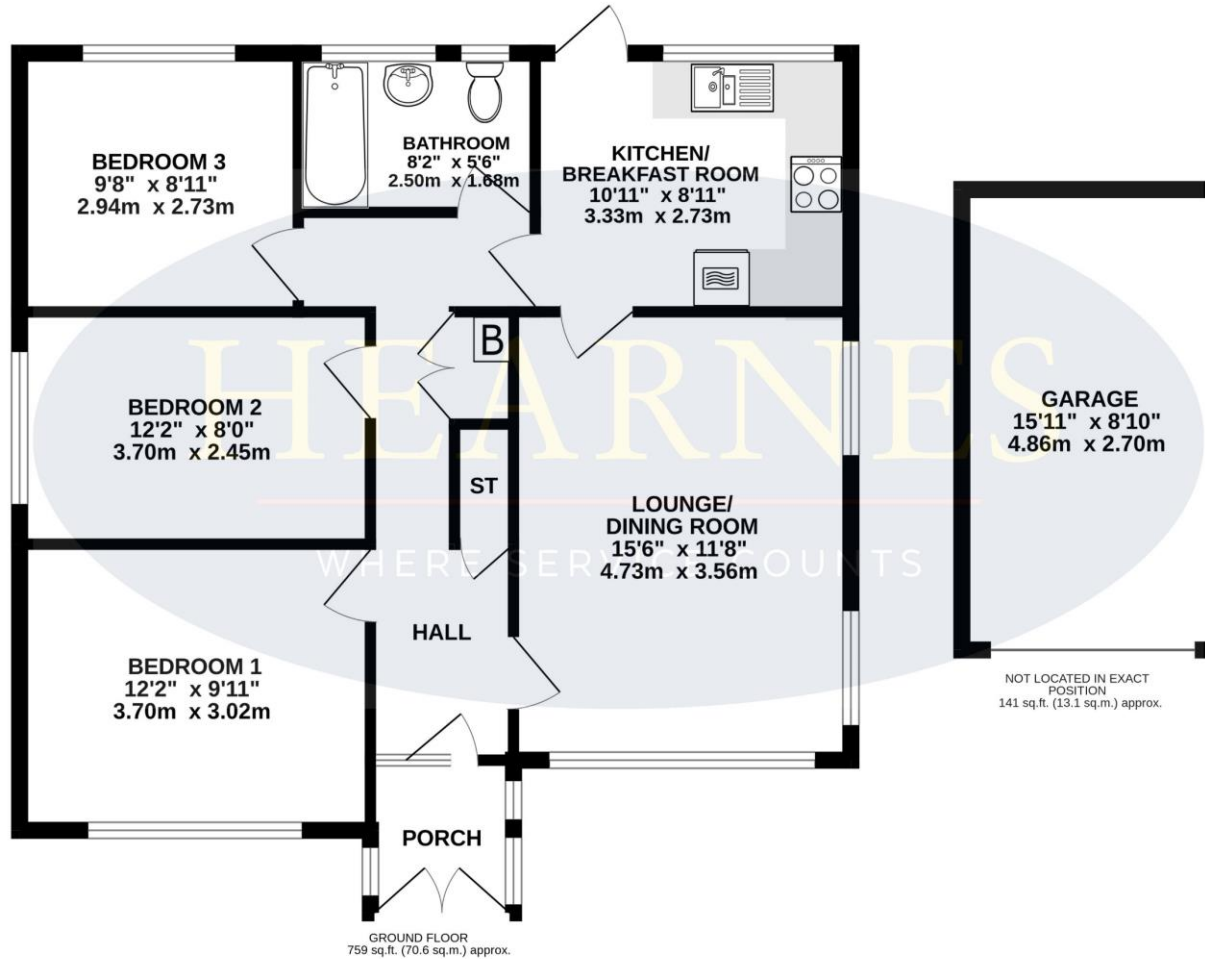 BEDROOM 3
9'8" x 8'11"
2.94m x 2.73m
BATHROOM
8'2" x 5'6"
2.50m x 1.68m
KITCHEN/
BREAKFAST ROOM
10'11" x 8'11"
3.33m x 2.73m
B
HEARNES
WHERE SERVICE COUNTS
BEDROOM 2
12'2" x 8'0"
3.70m x 2.45m
ST
LOUNGE/
DINING ROOM
15'6" x 11'8"
4.73m x 3.56m
GARAGE
15'11" x 8'10"
4.86m x 2.70m
HALL
BEDROOM 1
12'2" x 9'11"
3.70m x 3.02m
NOT LOCATED IN EXACT
POSITION
141 sq.ft. (13.1 sq.m.) approx.
PORCH
GROUND FLOOR
759 sq.ft. (70.6 sq.m.) approx.